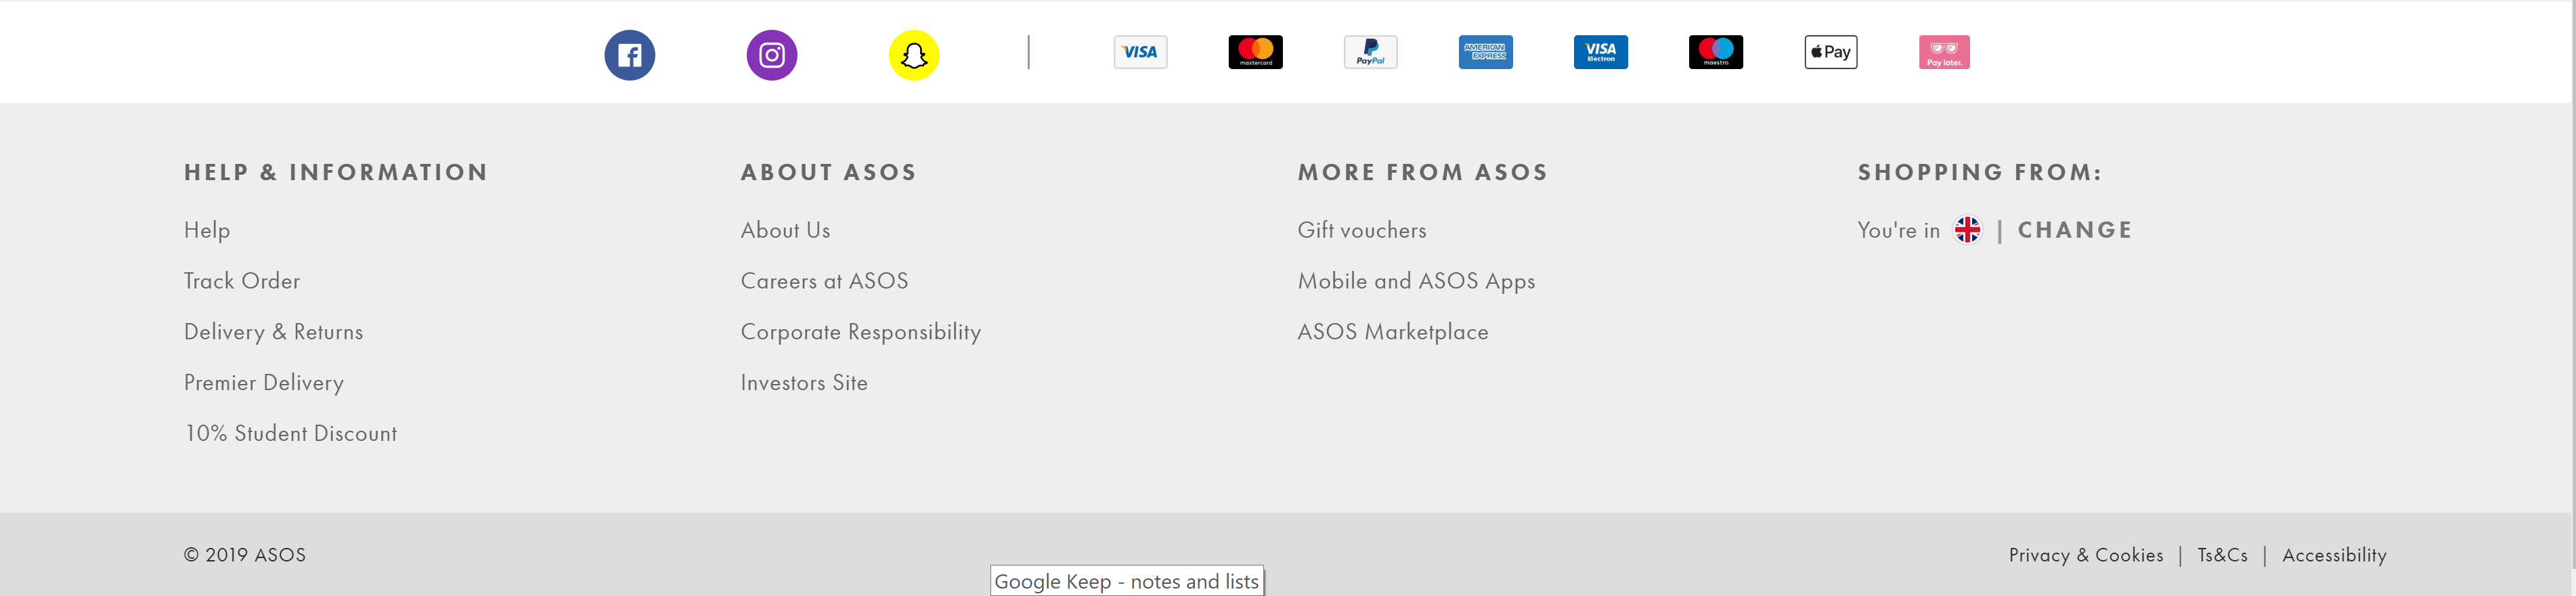 VISA mastercard PayPal AMERICAN EXPRESS VISA Electron maestro Pay Pay later.
HELP & INFORMATION
Help
Track Order
Delivery & Returns
Premier Delivery
10% Student Discount
ABOUT ASOS
About Us
Careers at ASOS
Corporate Responsibility
Investors Site
MORE FROM ASOS
Gift vouchers
Mobile and ASOS Apps
ASOS Marketplace
SHOPPING FROM:
You're in | CHANGE
© 2019 ASOS
Privacy & Cookies | Ts&Cs | Accessibility
Google Keep - notes and lists